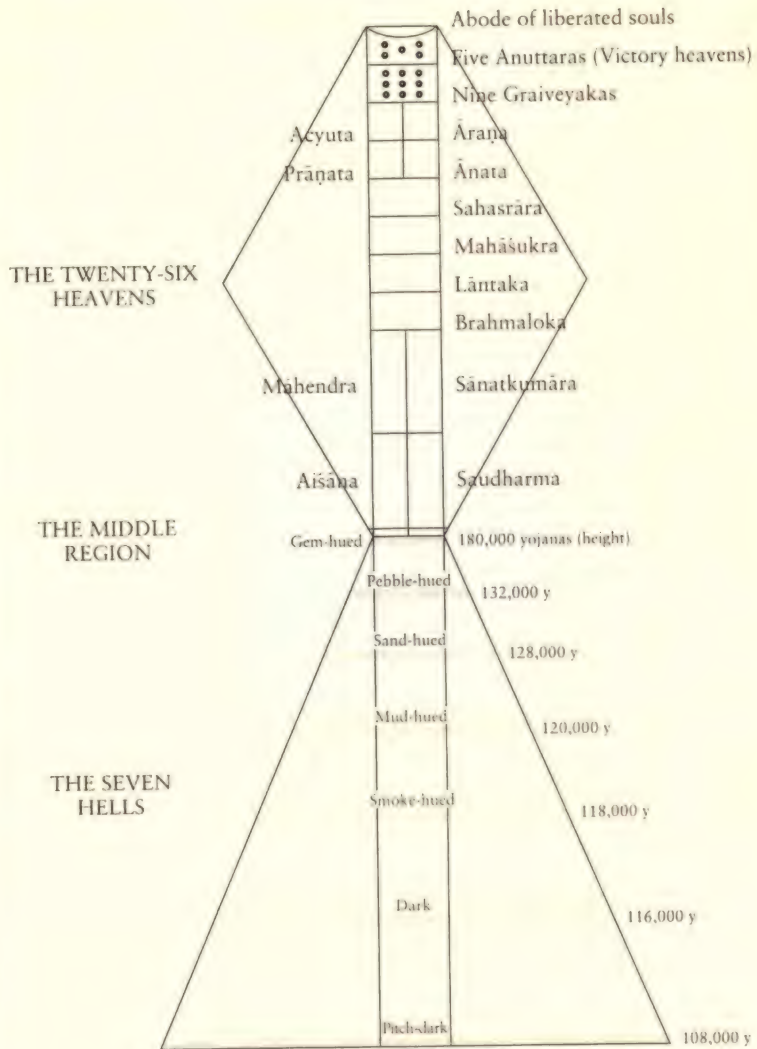 Abode of liberated souls
Five Anuttaras (Victory heavens)
Nine Graiveyakas
Acyuta Āraṇa
Prāṇata Ānata
Sahasrāra
Mahāśukra
THE TWENTY-SIX
HEAVENS
Lāntaka
Brahmaloka
Māhendra Sānatkumāra
Aiśāna Saudharma
THE MIDDLE
REGION
Gem-hued 180,000 yojanas (height)
Pebble-hued 132,000 y
Sand-hued 128,000 y
Mud-hued 120,000 y
THE SEVEN
HELLS
Smoke-hued 118,000 y
Dark 116,000 y
Pitch-dark 108,000 y